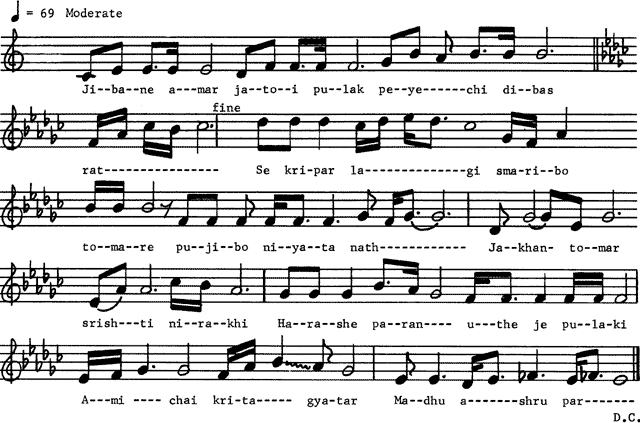 = 69 Moderate
Ji--ba--ne a---mar ja--to--i pu--lak pe--ye------chi di--bas
fine
rat---------------- Se kri-par la------------gi sma-ri--bo
to--ma--re pu--ji--bo ni--ya--ta nath------------ Ja--khan--tomar
srish---ti ni--ra--khi Ha--ra--she pa--ran---- u---the je pu--la--ki
A---mi ---- chai kri--ta----- gya--tar Ma--dhu a------shru par-------
D.C.